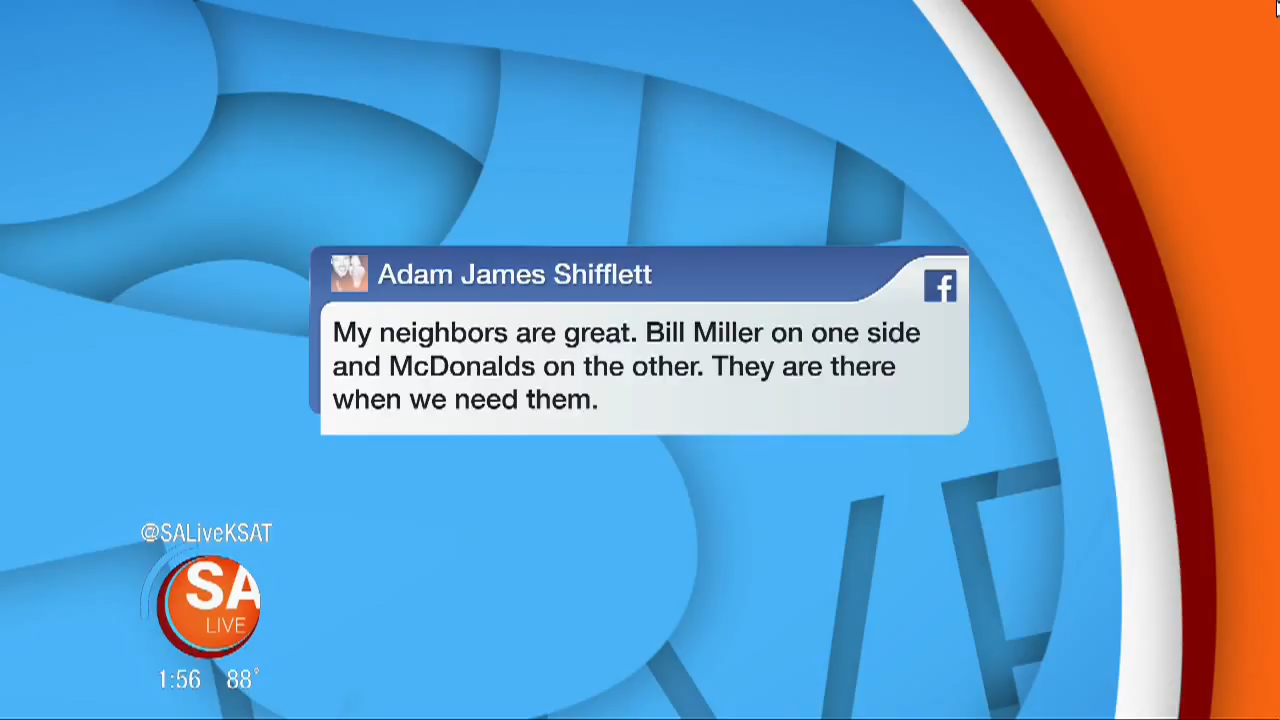 Adam James Shifflett
f
My neighbors are great. Bill Miller on one side
and McDonalds on the other. They are there
when we need them.
@SALiveKSAT
SA
LIVE
1:56 88°